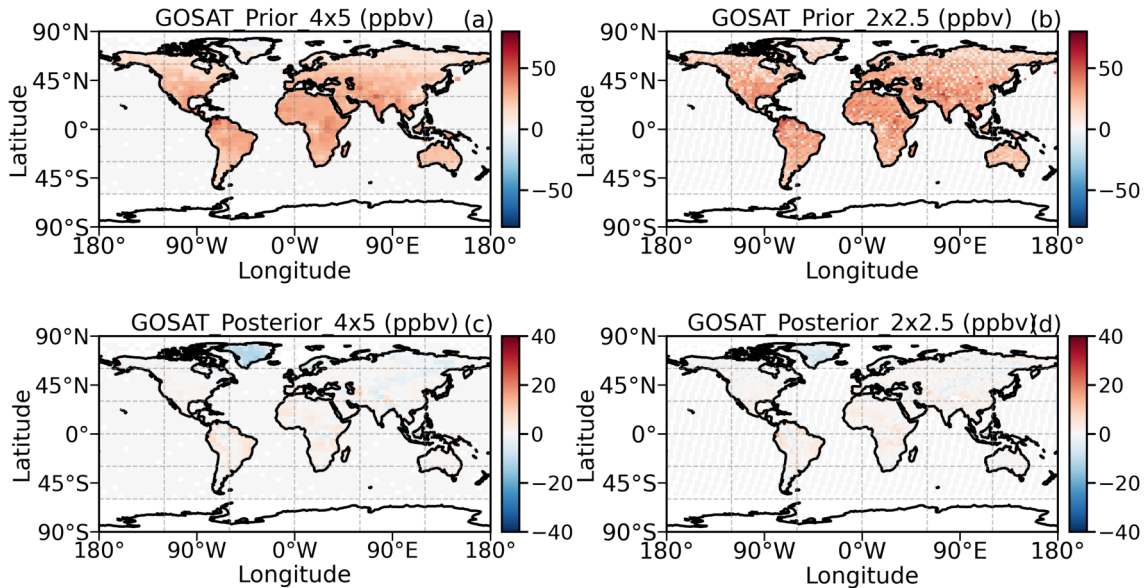 GOSAT_Prior_4x5 (ppbv) (a)
90°N
45°N
0°
45°S
90°S
Latitude
180° 90°W 0°W 90°E 180°
Longitude
50
0
−50
GOSAT_Prior_2x2.5 (ppbv) (b)
90°N
45°N
0°
45°S
90°S
Latitude
180° 90°W 0°W 90°E 180°
Longitude
50
0
−50
GOSAT_Posterior_4x5 (ppbv) (c)
90°N
45°N
0°
45°S
90°S
Latitude
180° 90°W 0°W 90°E 180°
Longitude
40
20
0
−20
−40
GOSAT_Posterior_2x2.5 (ppbv) (d)
90°N
45°N
0°
45°S
90°S
Latitude
180° 90°W 0°W 90°E 180°
Longitude
40
20
0
−20
−40